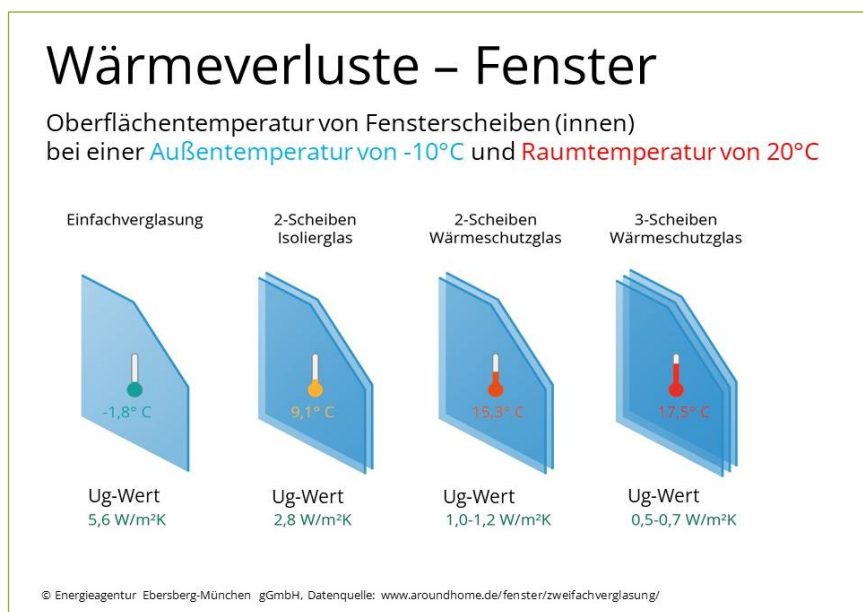 Wärmeverluste – Fenster
Oberflächentemperatur von Fensterscheiben (innen)
bei einer Außentemperatur von -10°C und Raumtemperatur von 20°C
Einfachverglasung
2-Scheiben
Isolierglas
2-Scheiben
Wärmeschutzglas
3-Scheiben
Wärmeschutzglas
-1,8° C
9,1° C
15,3° C
17,5° C
Ug-Wert
5,6 W/m²K
Ug-Wert
2,8 W/m²K
Ug-Wert
1,0-1,2 W/m²K
Ug-Wert
0,5-0,7 W/m²K
© Energieagentur Ebersberg-München gGmbH, Datenquelle: www.aroundhome.de/fenster/zweifachverglasung/